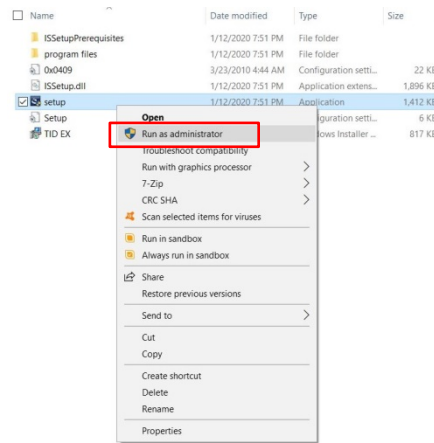 Name Date modified Type Size
ISSetupPrerequisites 1/12/2020 7:51 PM File folder
program files 1/12/2020 7:51 PM File folder
0x0409 3/23/2010 4:44 AM Configuration setti... 22 KB
ISSetup.dll 1/12/2020 7:51 PM Application extens... 1,896 KB
setup 1/12/2020 7:51 PM Application 1,412 KB
Setup iguration setti... 6 KB
TID EX ows Installer ... 817 KB
Open
Run as administrator
Troubleshoot compatibility
Run with graphics processor
7-Zip
CRC SHA
Scan selected items for viruses
Run in sandbox
Always run in sandbox
Share
Restore previous versions
Send to
Cut
Copy
Create shortcut
Delete
Rename
Properties